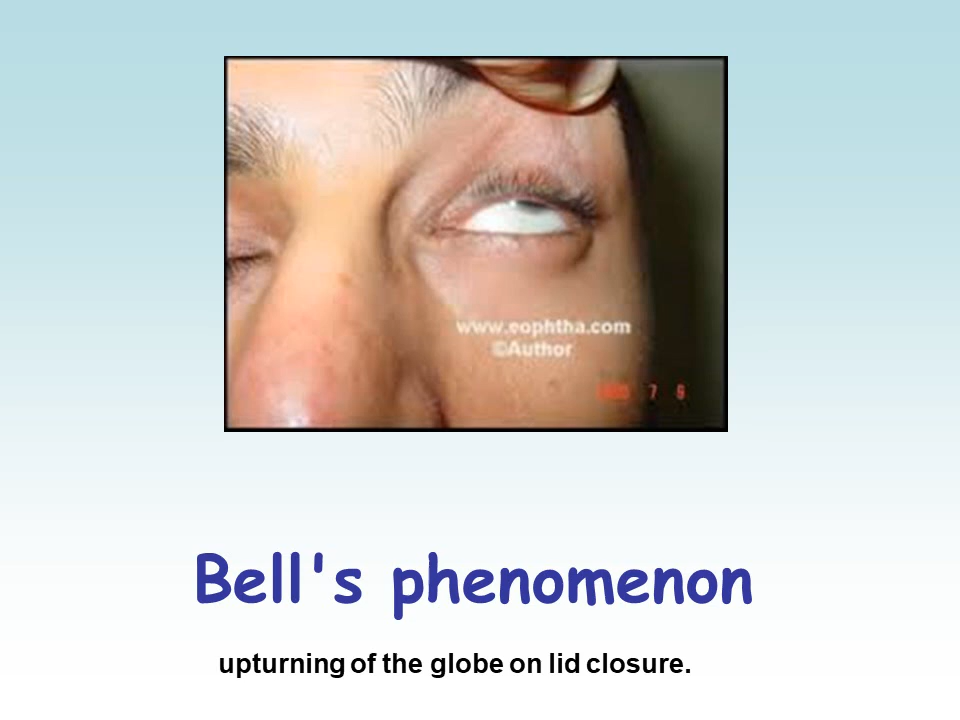 www.eophtha.com
©Author
7 6
Bell's phenomenon
upturning of the globe on lid closure.